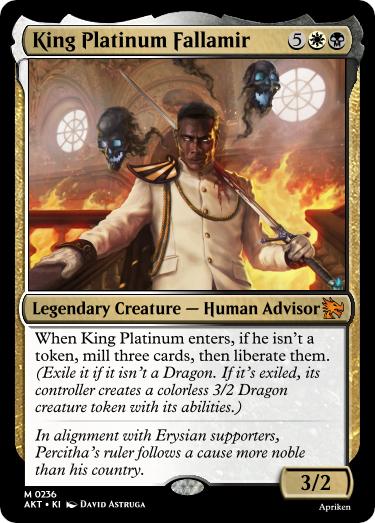 King Platinum Fallamir 5
Legendary Creature — Human Advisor
When King Platinum enters, if he isn't a
token, mill three cards, then liberate them.
(Exile it if it isn't a Dragon. If it's exiled, its
controller creates a colorless 3/2 Dragon
creature token with its abilities.)
In alignment with Erysian supporters,
Percitha's ruler follows a cause more noble
than his country.
3/2
M 0236
AKT • KI David Astruga
Apriken